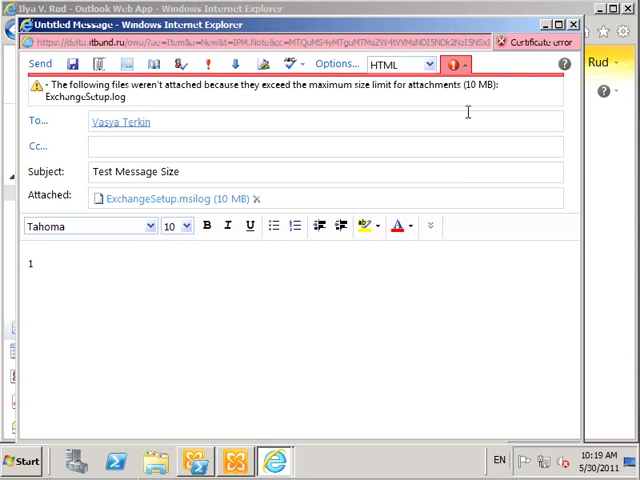 Ilya V. Rud - Outlook Web App - Windows Internet Explorer
Untitled Message - Windows Internet Explorer
Certificate error
Send
Options...
HTML
Rud
- The following files weren't attached because they exceed the maximum size limit for attachments (10 MB):
ExchangeSetup.log
To...
Vasya Terkin
Cc...
Subject:
Test Message Size
Attached:
ExchangeSetup.msilog (10 MB)
Tahoma
10
B I U
A
1
Start
EN
10:19 AM
5/30/2011